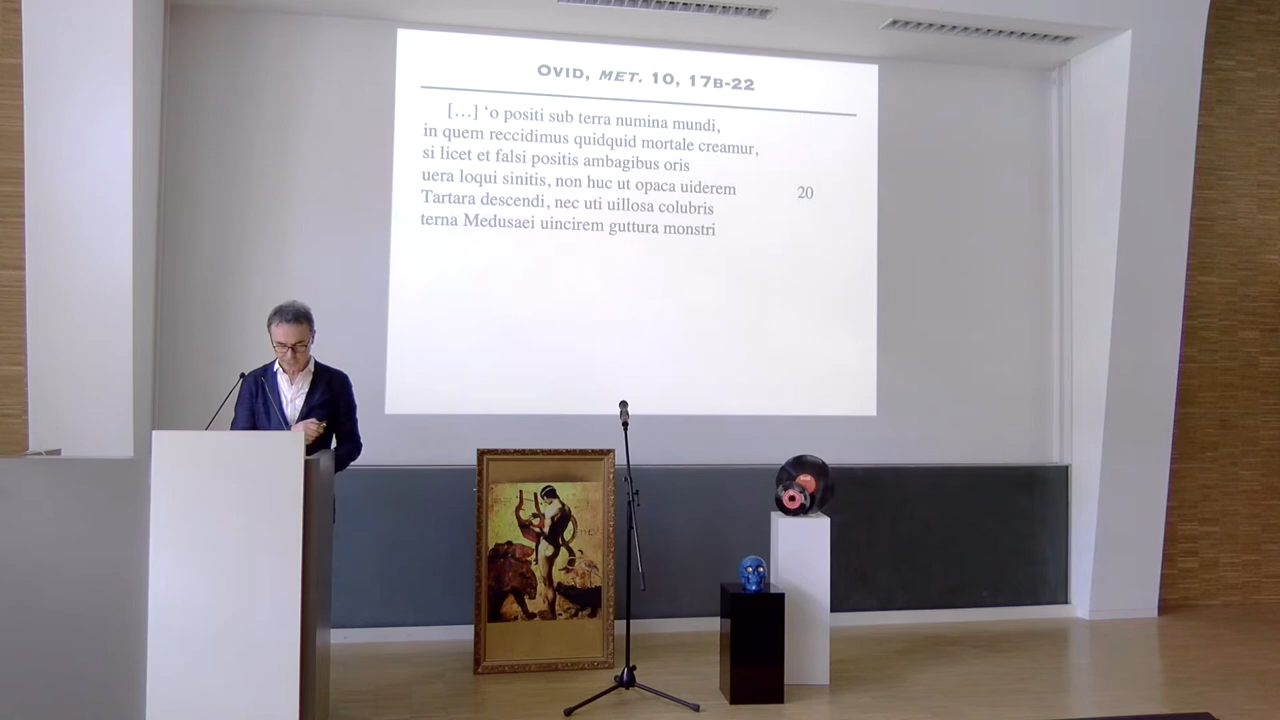 OVID, MET. 10, 17B-22
[…] ‘o positi sub terra numina mundi,
in quem reccidimus quidquid mortale creamur,
si licet et falsi positis ambagibus oris
uera loqui sinitis, non huc ut opaca uiderem 20
Tartara descendi, nec uti uillosa colubris
terna Medusaei uincirem guttura monstri